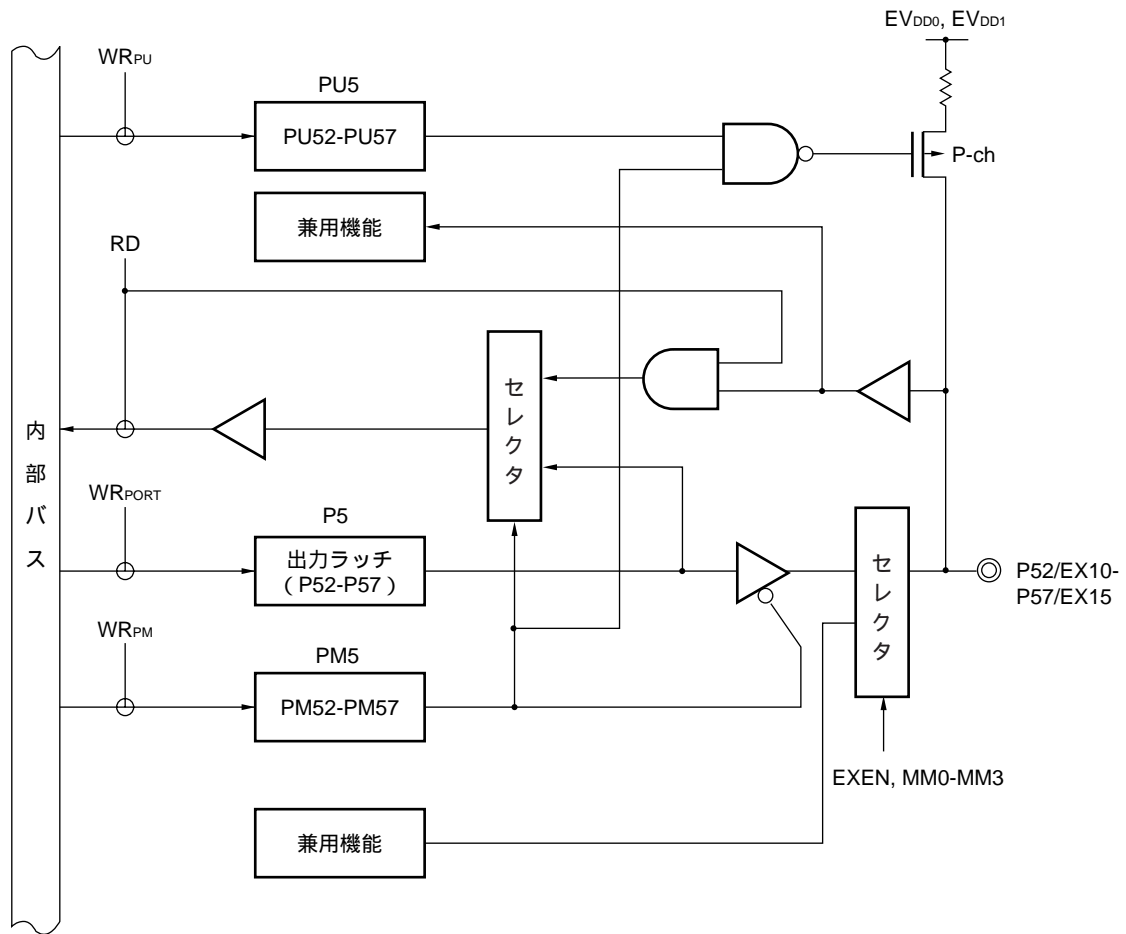 EVDD0, EVDD1
WRPU
PU5
PU52-PU57
P-ch
兼用機能
RD
セレクタ
内部バス
WRPORT
P5
出力ラッチ
(P52-P57)
セレクタ
P52/EX10-
P57/EX15
WRPM
PM5
PM52-PM57
EXEN, MM0-MM3
兼用機能